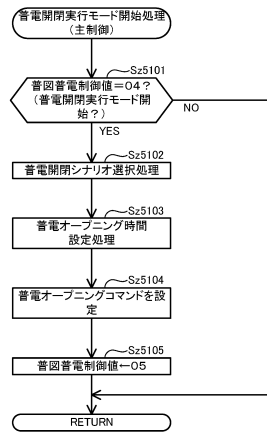 普電開閉実行モード開始処理
(主制御)
Sz5101
普図普電制御値=04?
(普電開閉実行モード開
始?)
NO
YES
Sz5102
普電開閉シナリオ選択処理
Sz5103
普電オープニング時間
設定処理
Sz5104
普電オープニングコマンドを設
定
Sz5105
普図普電制御値←05
RETURN